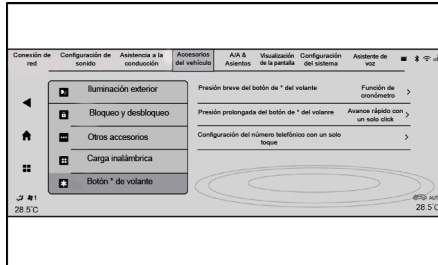 Conexión de red
Configuración de sonido
Asistencia a la conducción
Accesorios del vehículo
A/A & Asientos
Visualización de la pantalla
Configuración del sistema
Asistente de voz
Iluminación exterior
Bloqueo y desbloqueo
Otros accesorios
Carga inalámbrica
Botón * de volante
Presión breve del botón de * del volante
Función de cronómetro >
Presión prolongada del botón de * del volanre
Avance rápido con un solo click >
Configuración del número telefónico con un solo toque >
1
28.5°C
AUTO
28.5°C